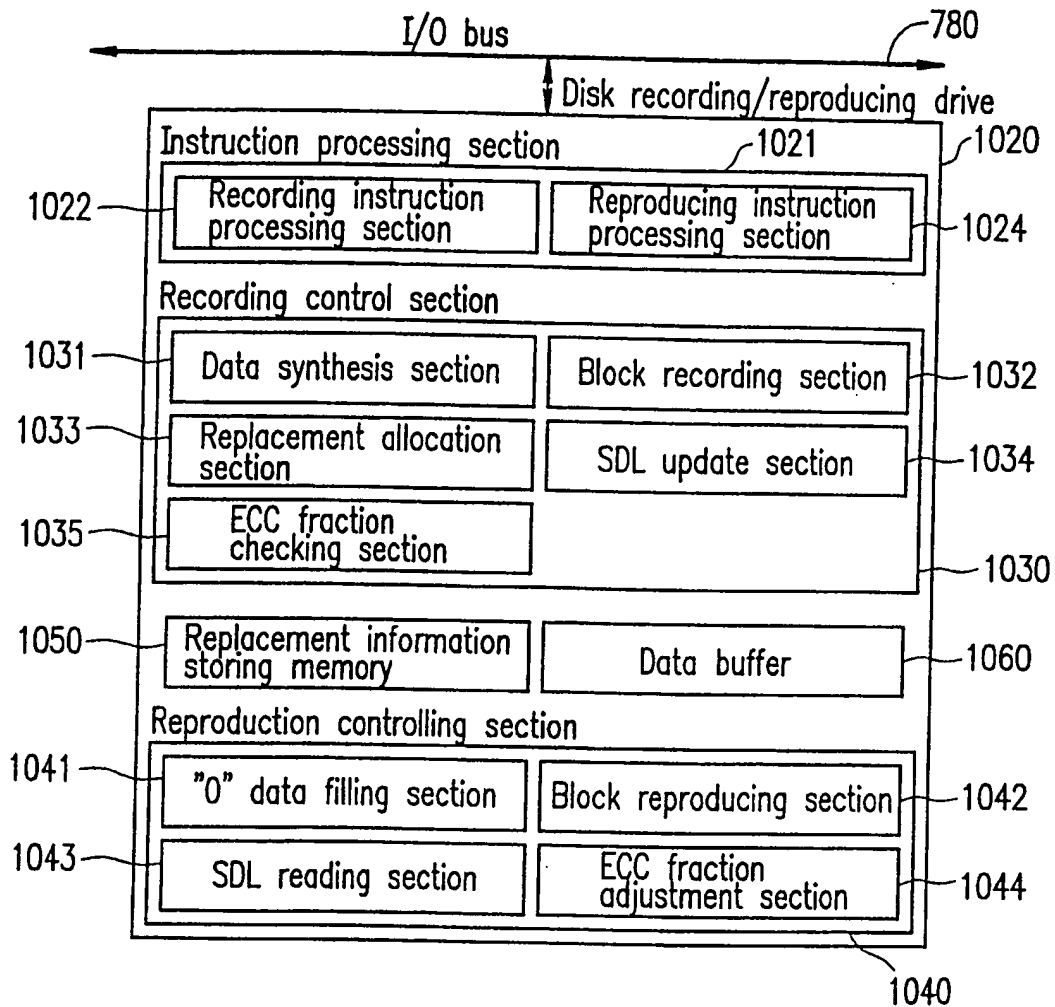 I/O bus
780
Disk recording/reproducing drive
Instruction processing section
1021
1020
1022
Recording instruction
processing section
Reproducing instruction
processing section
1024
Recording control section
1031
Data synthesis section
Block recording section
1032
1033
Replacement allocation
section
SDL update section
1034
1035
ECC fraction
checking section
1030
1050
Replacement information
storing memory
Data buffer
1060
Reproduction controlling section
1041
"0" data filling section
Block reproducing section
1042
1043
SDL reading section
ECC fraction
adjustment section
1044
1040